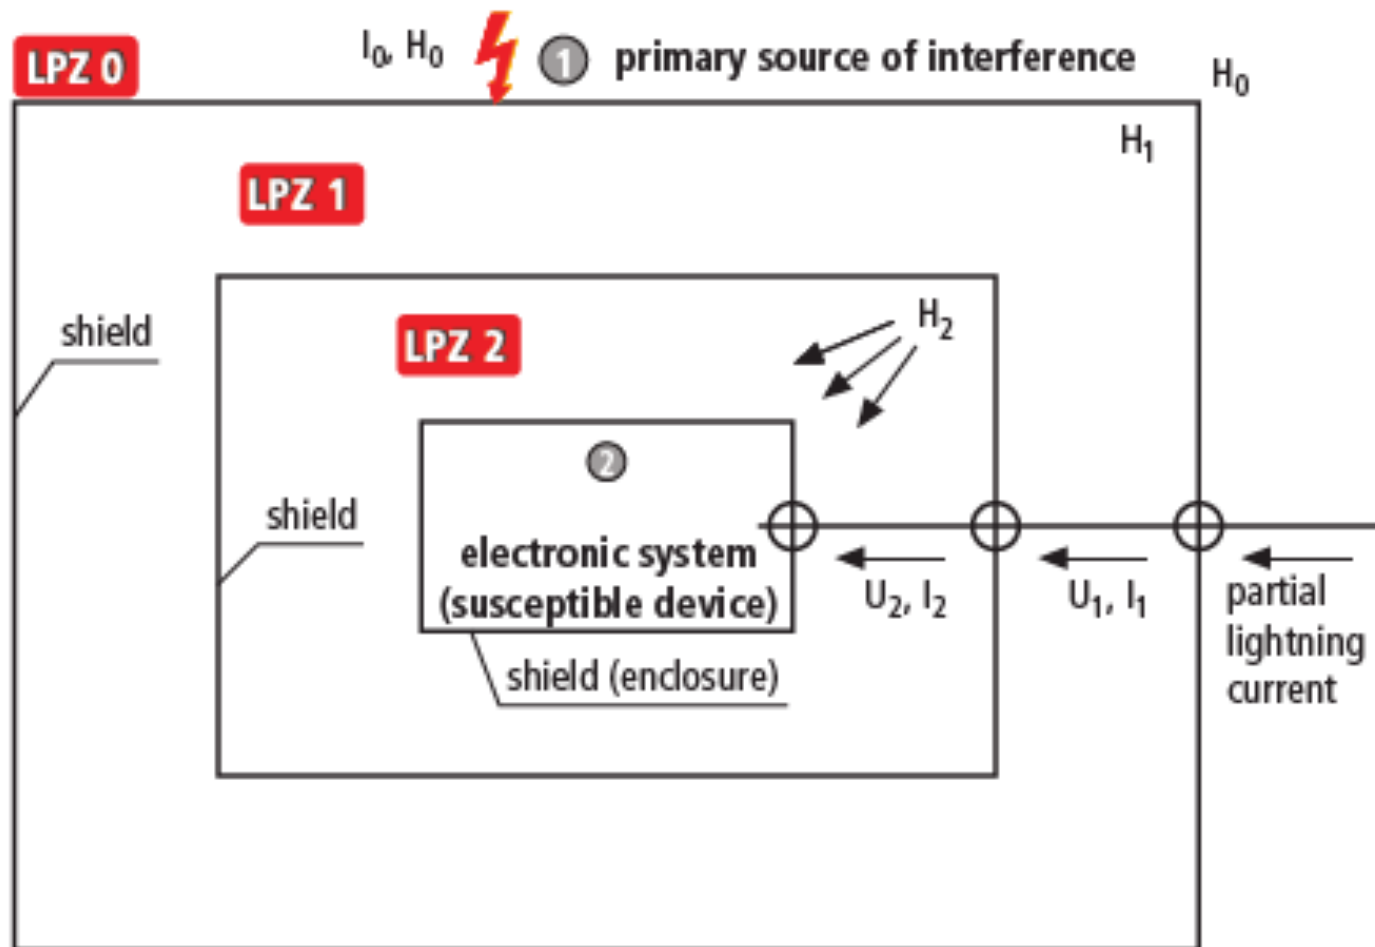 LPZ 0
I₀, H₀
1 primary source of interference
H₀
H₁
LPZ 1
H₂
shield
LPZ 2
2
shield
electronic system
(susceptible device)
U₂, I₂
U₁, I₁
partial
lightning
current
shield (enclosure)